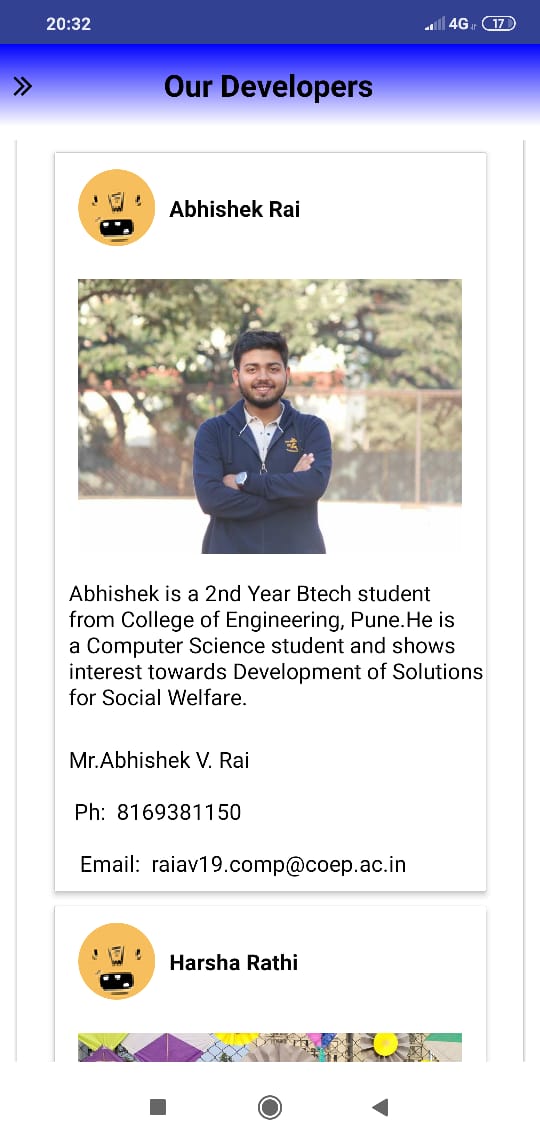 20:32
4G
17
Our Developers
Abhishek Rai
Abhishek is a 2nd Year Btech student
from College of Engineering, Pune.He is
a Computer Science student and shows
interest towards Development of Solutions
for Social Welfare.
Mr.Abhishek V. Rai
Ph: 8169381150
Email: raiav19.comp@coep.ac.in
Harsha Rathi